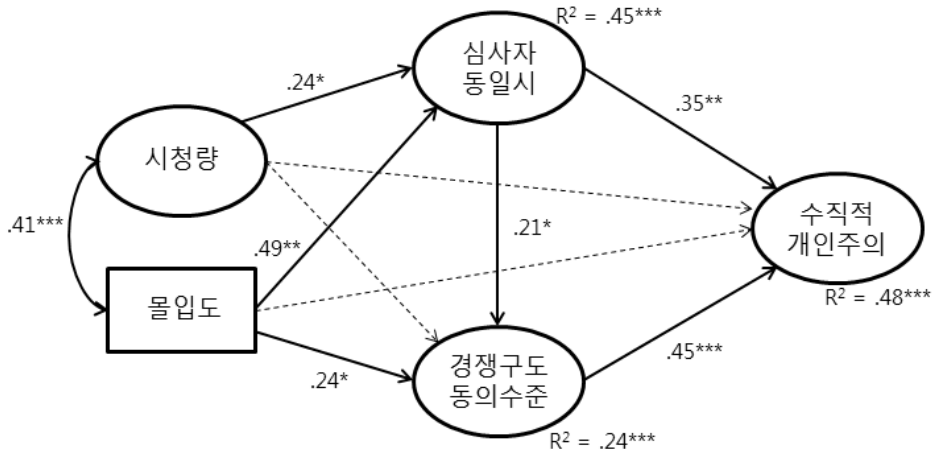 R² = .45***
심사자
동일시
.24*
.35**
시청량
.41***
.49**
.21*
수직적
개인주의
R² = .48***
몰입도
.24*
경쟁구도
동의수준
.45***
R² = .24***